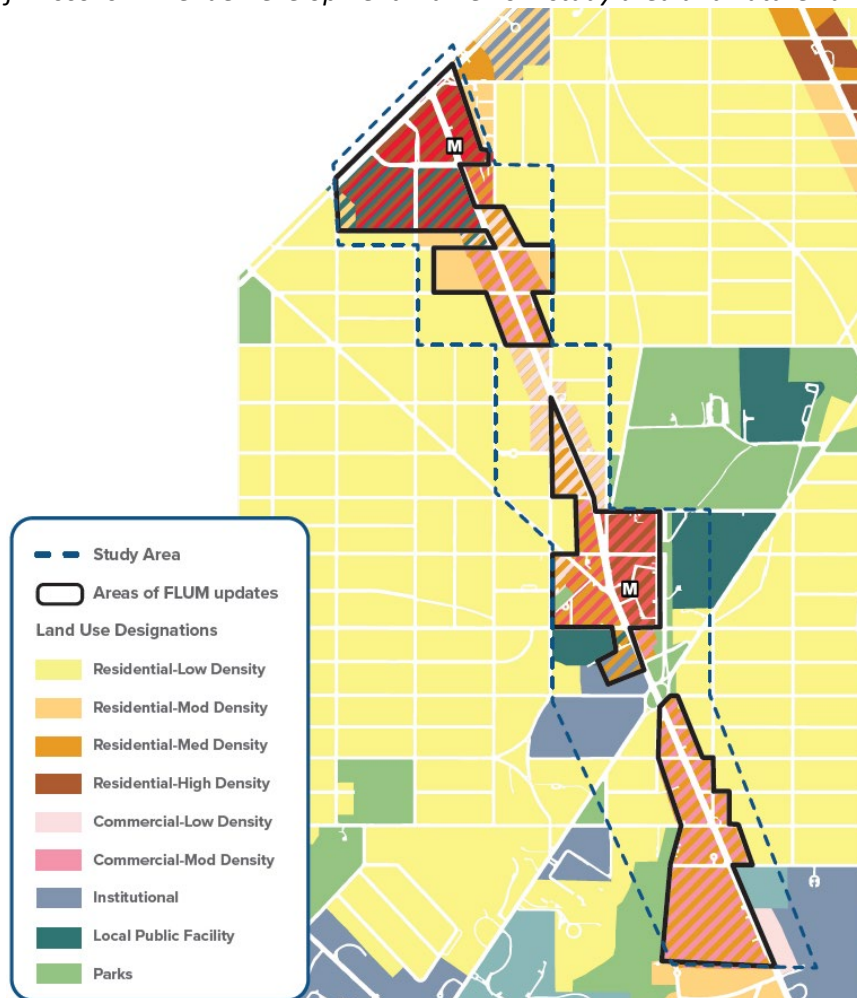 M
M
Study Area
Areas of FLUM updates
Land Use Designations
Residential-Low Density
Residential-Mod Density
Residential-Med Density
Residential-High Density
Commercial-Low Density
Commercial-Mod Density
Institutional
Local Public Facility
Parks